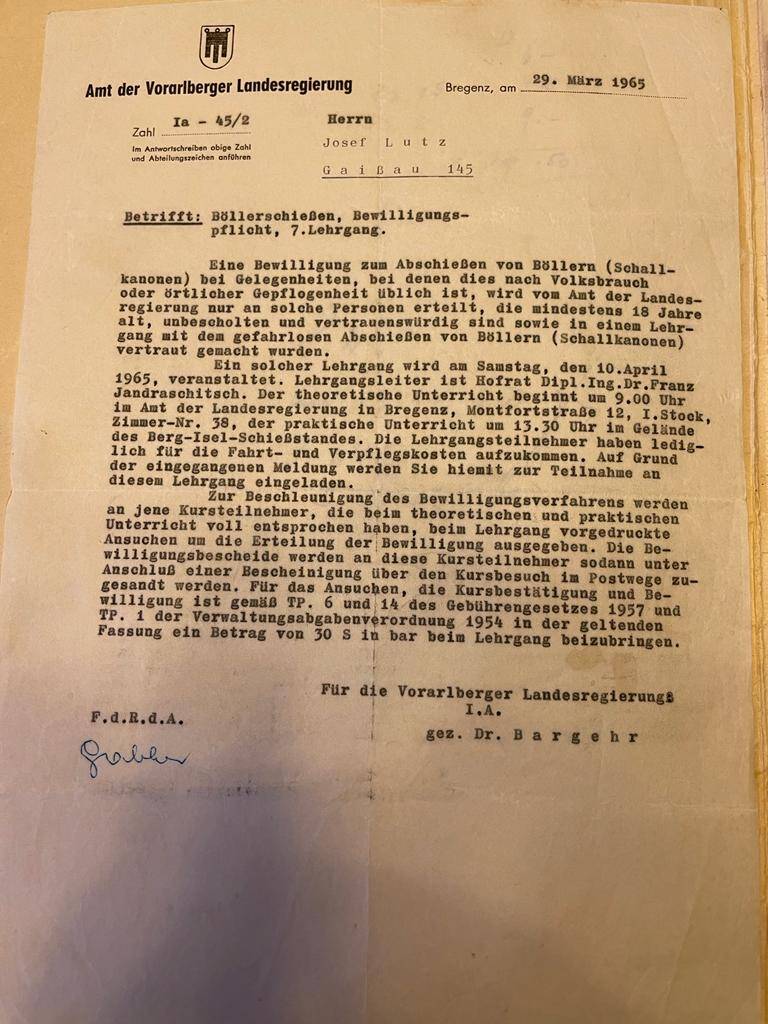 Amt der Vorarlberger Landesregierung
Bregenz, am 29. März 1965
Zahl Ia - 45/2
Im Antwortschreiben obige Zahl
und Abteilungszeichen anführen
Herrn
Josef Lutz
Gaißau 145
Betrifft: Böllerschießen, Bewilligungs-
pflicht, 7.Lehrgang.
Eine Bewilligung zum Abschießen von Böllern (Schall-
kanonen) bei Gelegenheiten, bei denen dies nach Volksbrauch
oder örtlicher Gepflogenheit üblich ist, wird vom Amt der Landes-
regierung nur an solche Personen erteilt, die mindestens 18 Jahre
alt, unbescholten und vertrauenswürdig sind sowie in einem Lehr-
gang mit dem gefahrlosen Abschießen von Böllern (Schallkanonen)
vertraut gemacht wurden.
Ein solcher Lehrgang wird am Samstag, den 10.April
1965, veranstaltet. Lehrgangsleiter ist Hofrat Dipl.Ing.Dr.Franz
Jandraschitsch. Der theoretische Unterricht beginnt um 9.00 Uhr
im Amt der Landesregierung in Bregenz, Montfortstraße 12, I.Stock,
Zimmer-Nr. 38, der praktische Unterricht um 13.30 Uhr im Gelände
des Berg-Isel-Schießstandes. Die Lehrgangsteilnehmer haben ledig-
lich für die Fahrt- und Verpflegskosten aufzukommen. Auf Grund
der eingegangenen Meldung werden Sie hiemit zur Teilnahme an
diesem Lehrgang eingeladen.
Zur Beschleunigung des Bewilligungsverfahrens werden
an jene Kursteilnehmer, die beim theoretischen und praktischen
Unterricht voll entsprochen haben, beim Lehrgang vorgedruckte
Ansuchen um die Erteilung der Bewilligung ausgegeben. Die Be-
willigungsbescheide werden an diese Kursteilnehmer sodann unter
Anschluß einer Bescheinigung über den Kursbesuch im Postwege zu-
gesandt werden. Für das Ansuchen, die Kursbestätigung und Be-
willigung ist gemäß TP. 6 und 14 des Gebührengesetzes 1957 und
TP. 1 der Verwaltungsabgabenverordnung 1954 in der geltenden
Fassung ein Betrag von 30 S in bar beim Lehrgang beizubringen.
Für die Vorarlberger Landesregierung:
I.A.
gez. Dr. Bargehr
F.d.R.d.A.
Grabher